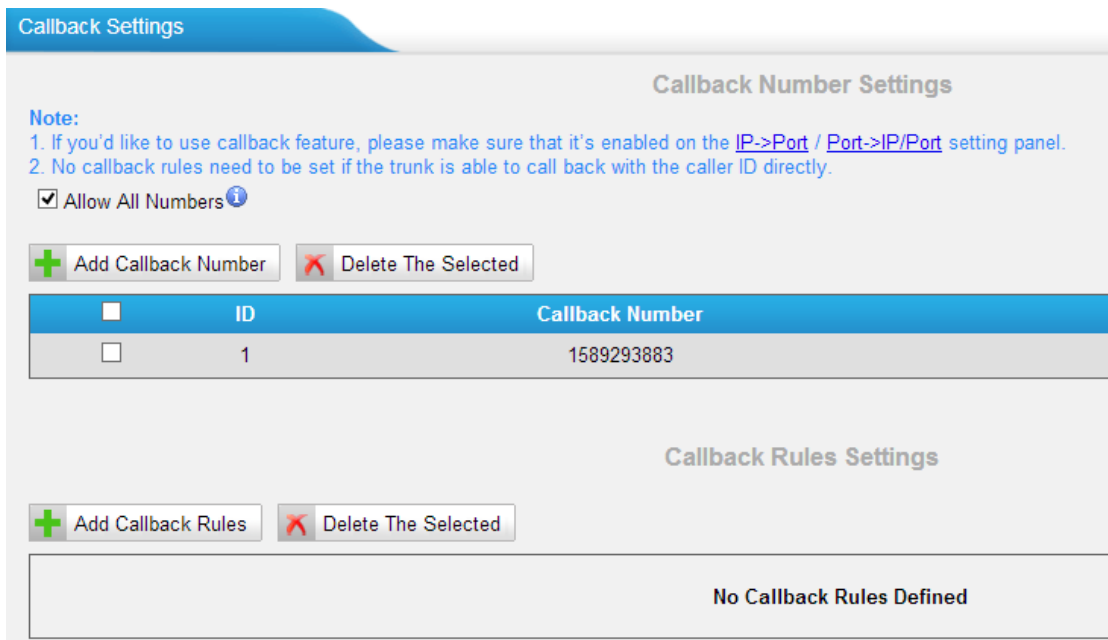 Callback Settings
Callback Number Settings
Note:
1. If you'd like to use callback feature, please make sure that it's enabled on the IP->Port / Port->IP/Port setting panel.
2. No callback rules need to be set if the trunk is able to call back with the caller ID directly.
Allow All Numbers
Add Callback Number Delete The Selected
ID Callback Number
1 1589293883
Callback Rules Settings
Add Callback Rules Delete The Selected
No Callback Rules Defined